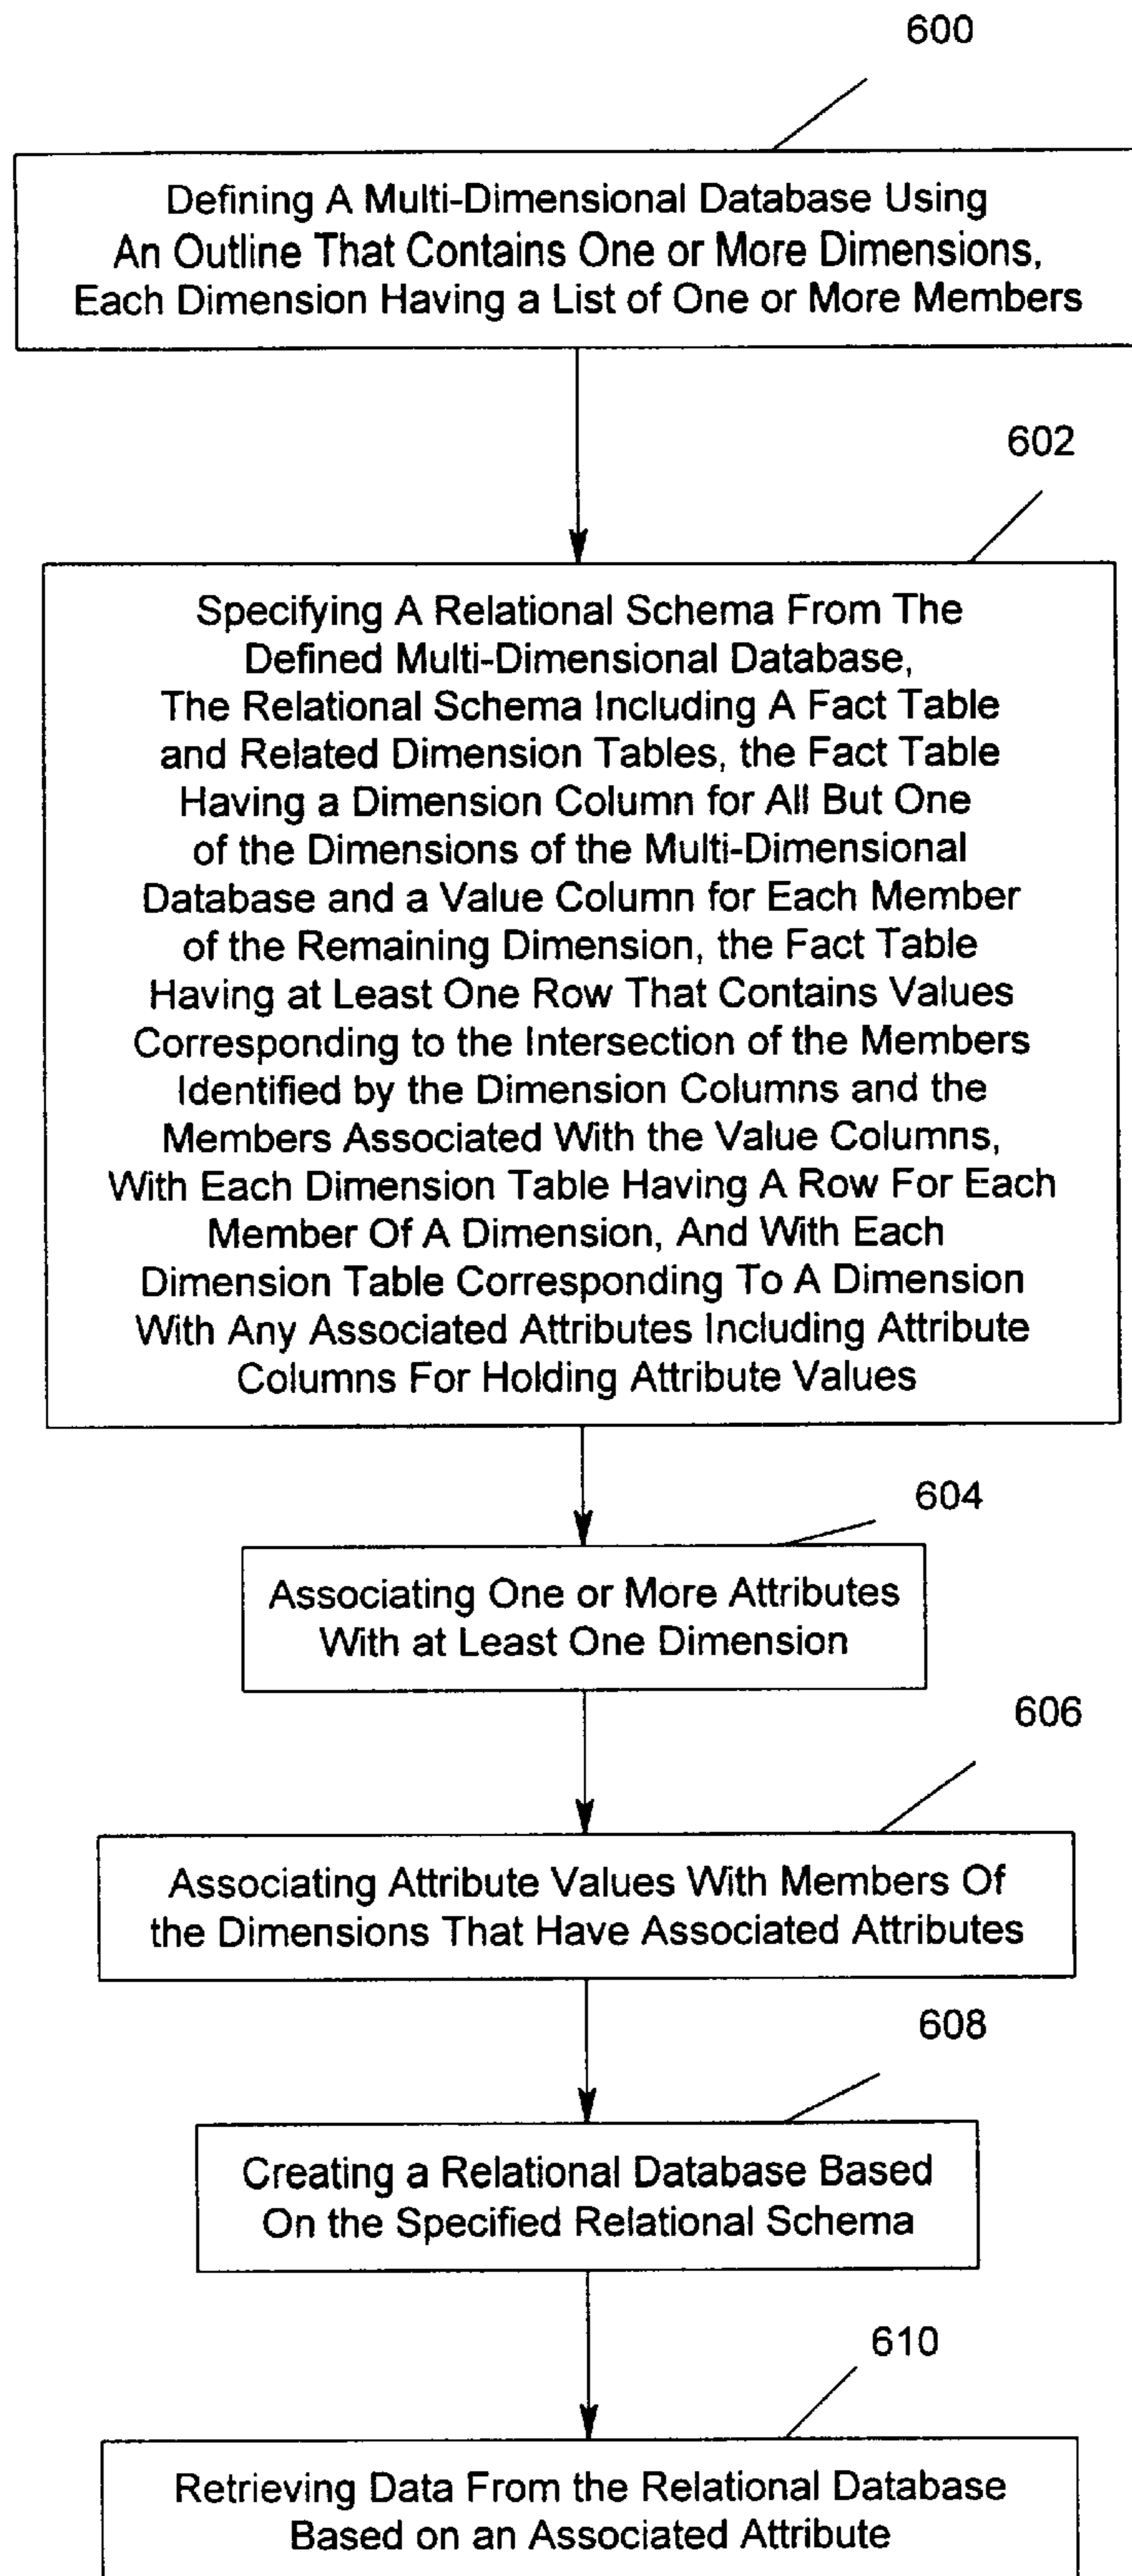 600
Defining A Multi-Dimensional Database Using
An Outline That Contains One or More Dimensions,
Each Dimension Having a List of One or More Members
602
Specifying A Relational Schema From The
Defined Multi-Dimensional Database,
The Relational Schema Including A Fact Table
and Related Dimension Tables, the Fact Table
Having a Dimension Column for All But One
of the Dimensions of the Multi-Dimensional
Database and a Value Column for Each Member
of the Remaining Dimension, the Fact Table
Having at Least One Row That Contains Values
Corresponding to the Intersection of the Members
Identified by the Dimension Columns and the
Members Associated With the Value Columns,
With Each Dimension Table Having A Row For Each
Member Of A Dimension, And With Each
Dimension Table Corresponding To A Dimension
With Any Associated Attributes Including Attribute
Columns For Holding Attribute Values
604
Associating One or More Attributes
With at Least One Dimension
606
Associating Attribute Values With Members Of
the Dimensions That Have Associated Attributes
608
Creating a Relational Database Based
On the Specified Relational Schema
610
Retrieving Data From the Relational Database
Based on an Associated Attribute